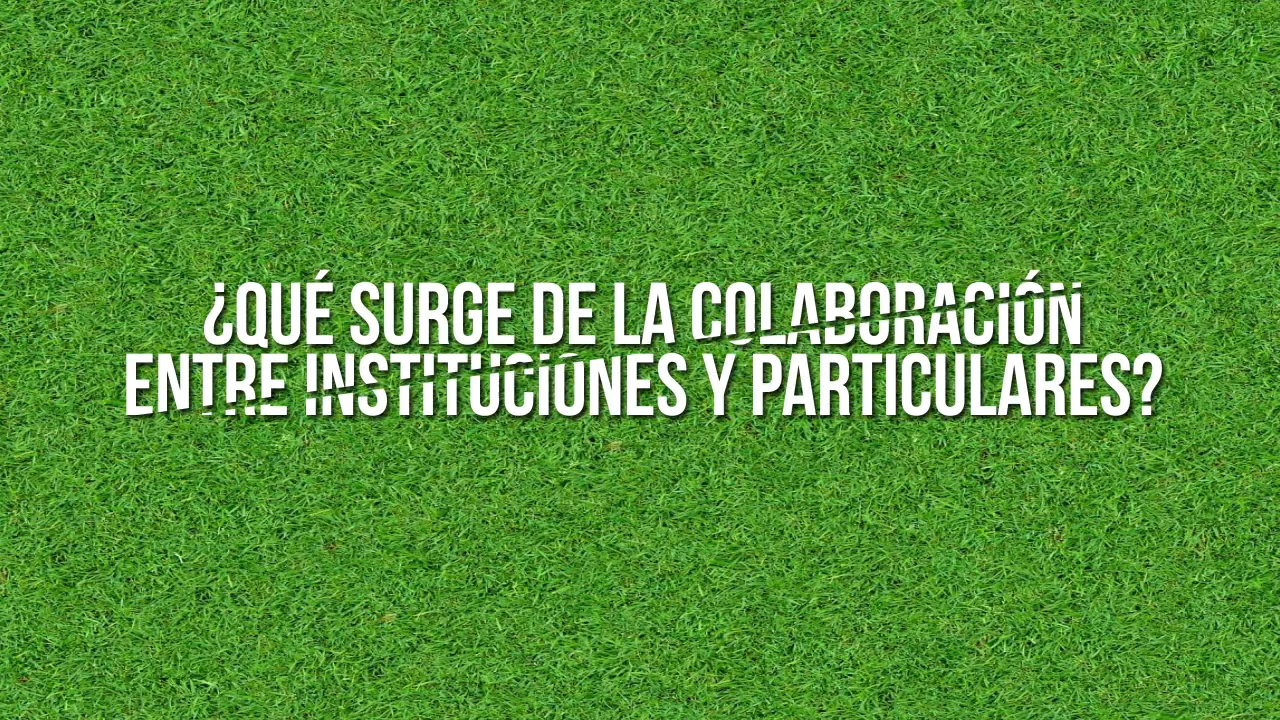 ¿QUÉ SURGE DE LA COLABORACIÓN
ENTRE INSTITUCIONES Y PARTICULARES?